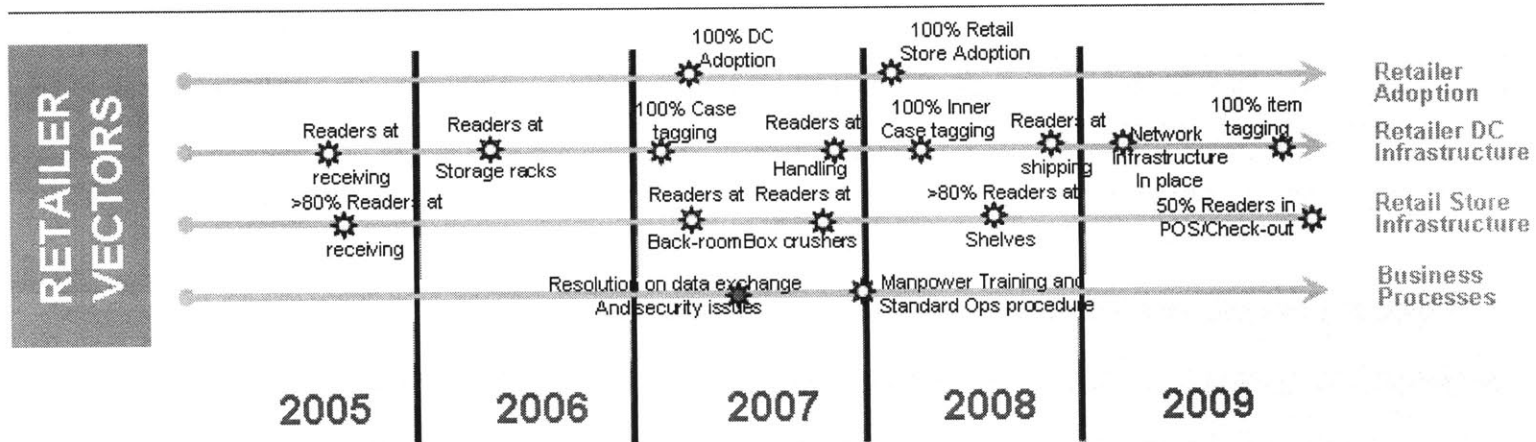 RETAILER
VECTORS
100% DC
Adoption
100% Retail
Store Adoption
Retailer
Adoption
Readers at
receiving
Readers at
Storage racks
100% Case
tagging
Readers at
Handling
100% Inner
Case tagging
Readers at
shipping
Network
Infrastructure
In place
100% item
tagging
Retailer DC
Infrastructure
>80% Readers at
receiving
Readers at
Back-room
Readers at
Box crushers
>80% Readers at
Shelves
50% Readers in
POS/Check-out
Retail Store
Infrastructure
Resolution on data exchange
And security issues
Manpower Training and
Standard Ops procedure
Business
Processes
2005
2006
2007
2008
2009